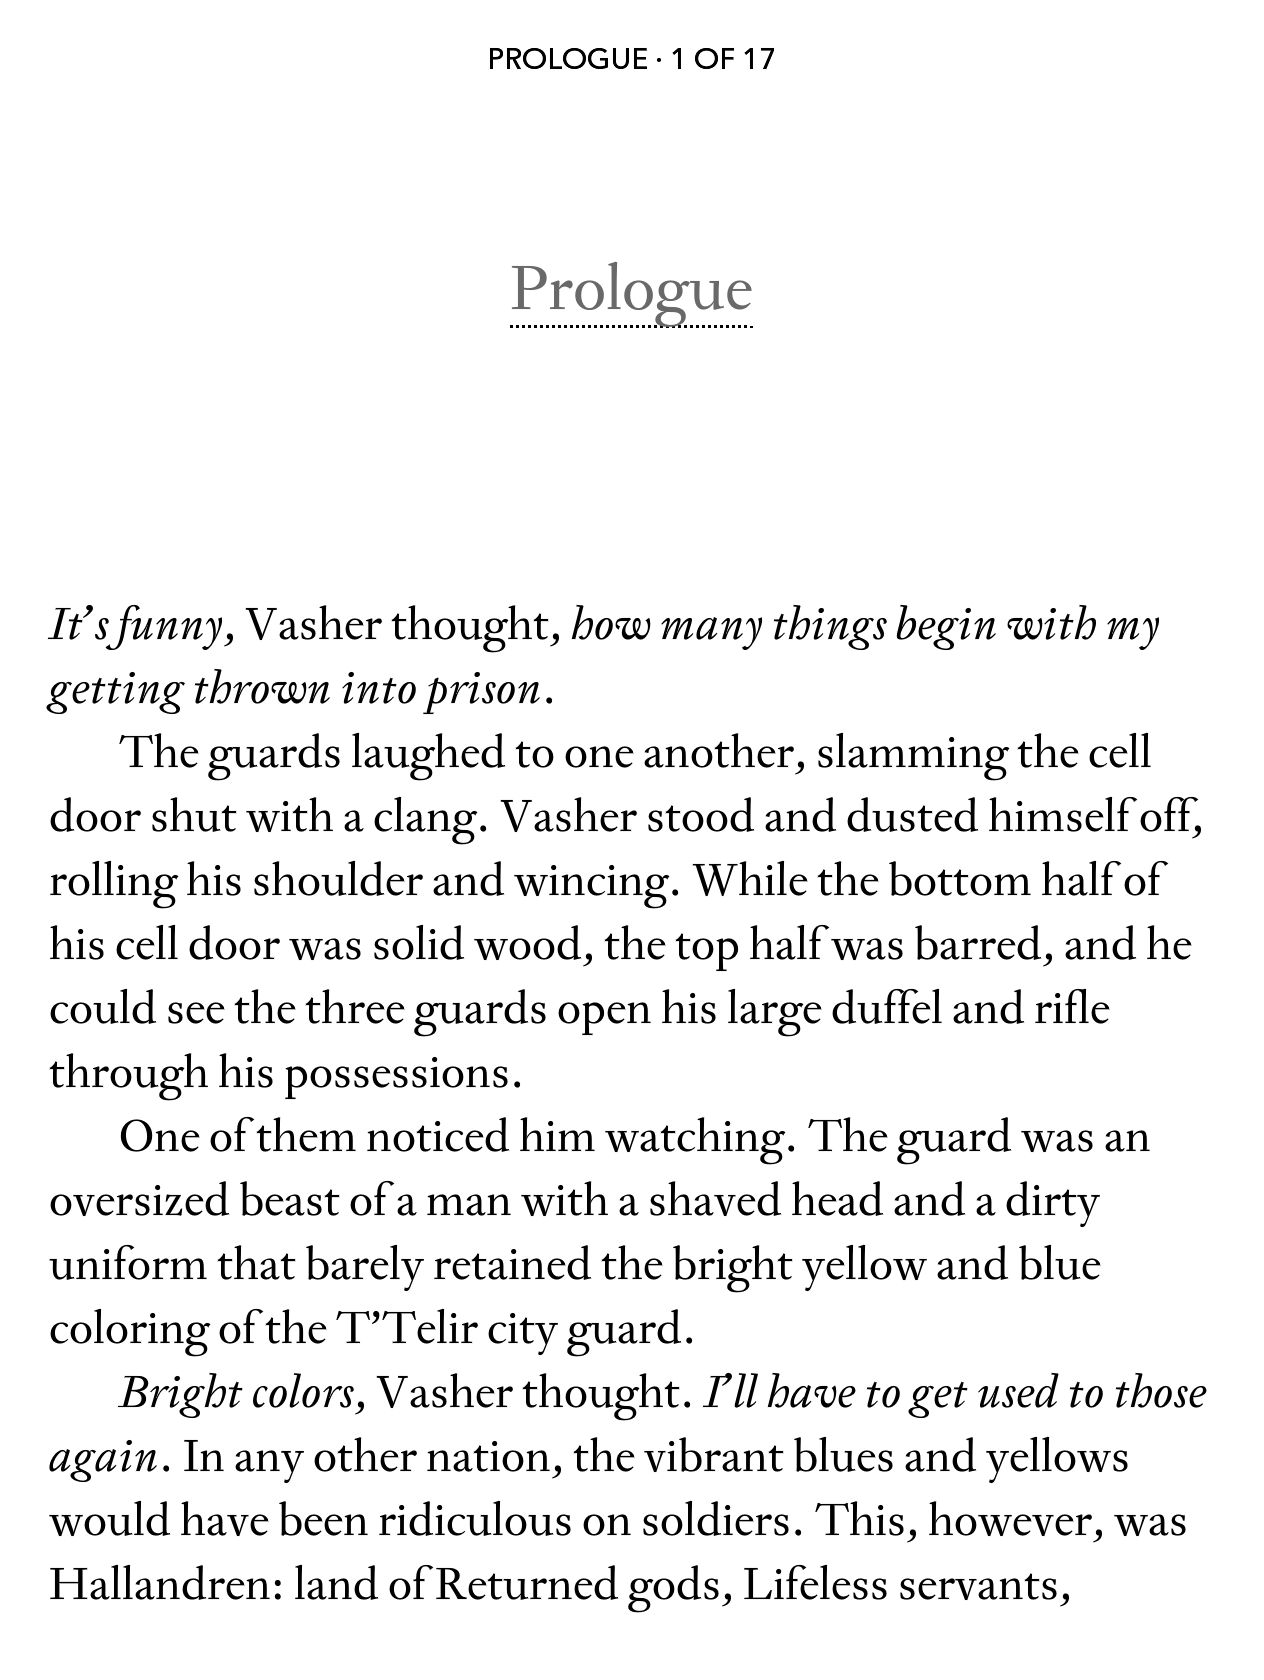 PROLOGUE · 1 OF 17
Prologue
It’s funny, Vasher thought, how many things begin with my
getting thrown into prison.
The guards laughed to one another, slamming the cell
door shut with a clang. Vasher stood and dusted himself off,
rolling his shoulder and wincing. While the bottom half of
his cell door was solid wood, the top half was barred, and he
could see the three guards open his large duffel and rifle
through his possessions.
One of them noticed him watching. The guard was an
oversized beast of a man with a shaved head and a dirty
uniform that barely retained the bright yellow and blue
coloring of the T’Telir city guard.
Bright colors, Vasher thought. I’ll have to get used to those
again. In any other nation, the vibrant blues and yellows
would have been ridiculous on soldiers. This, however, was
Hallandren: land of Returned gods, Lifeless servants,